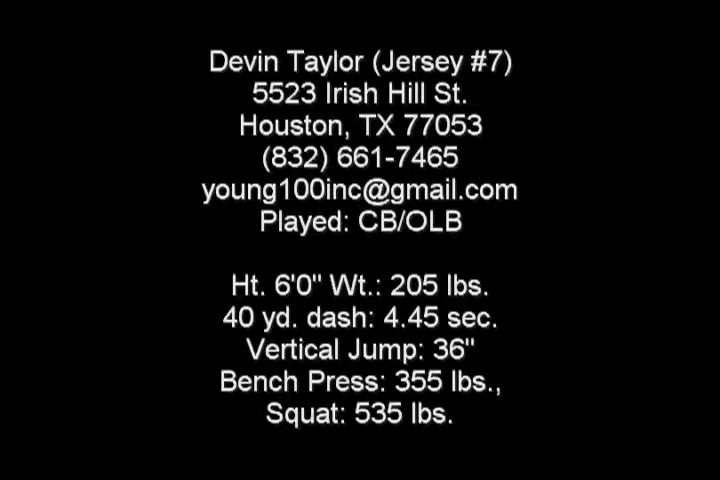 Devin Taylor (Jersey #7)
5523 Irish Hill St.
Houston, TX 77053
(832) 661-7465
young100inc@gmail.com
Played: CB/OLB
Ht. 6'0" Wt.: 205 lbs.
40 yd. dash: 4.45 sec.
Vertical Jump: 36"
Bench Press: 355 lbs.,
Squat: 535 lbs.